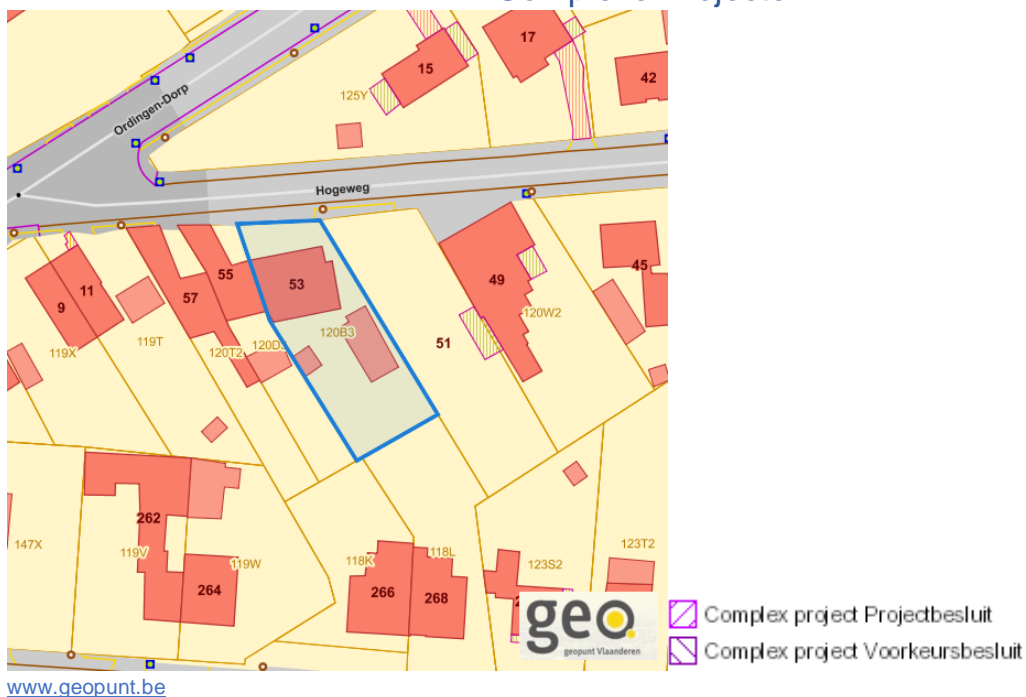 17
15
42
125Y
Ordingen-Dorp
Hogeweg
55
53
57
49
45
9
11
120W2
119X
119T
120T2
120B3
51
262
147X
119V
119W
264
118K
118L
266
268
123S2
123T2
geo.
geopunt Vlaanderen
Complex project Projectbesluit
Complex project Voorkeursbesluit
www.geopunt.be